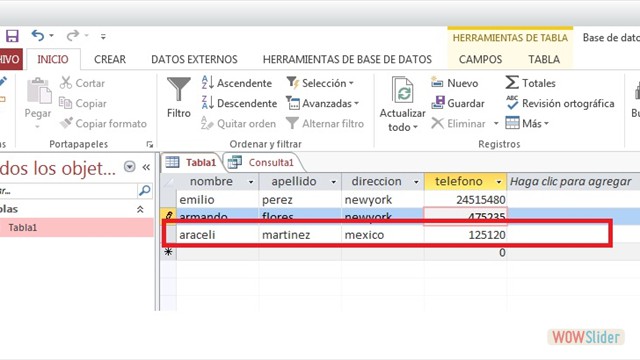 HERRAMIENTAS DE TABLA
Base de dato
HIVO INICIO CREAR DATOS EXTERNOS HERRAMIENTAS DE BASE DE DATOS CAMPOS TABLA
Pegar
Cortar
Copiar
Copiar formato
Portapapeles
Filtro
Ascendente
Descendente
Quitar orden
Selección
Avanzadas
Alternar filtro
Ordenar y filtrar
Actualizar
todo
Nuevo
Guardar
Eliminar
Totales
Revisión ortográfica
Más
Registros
Bu
dos los objet...
ar...
blas
Tabla1
Tabla1 Consulta1
nombre apellido direccion telefono Haga clic para agregar
emilio perez newyork 24515480
armando flores newyork 475235
araceli martinez mexico 125120
0
WOWSlider